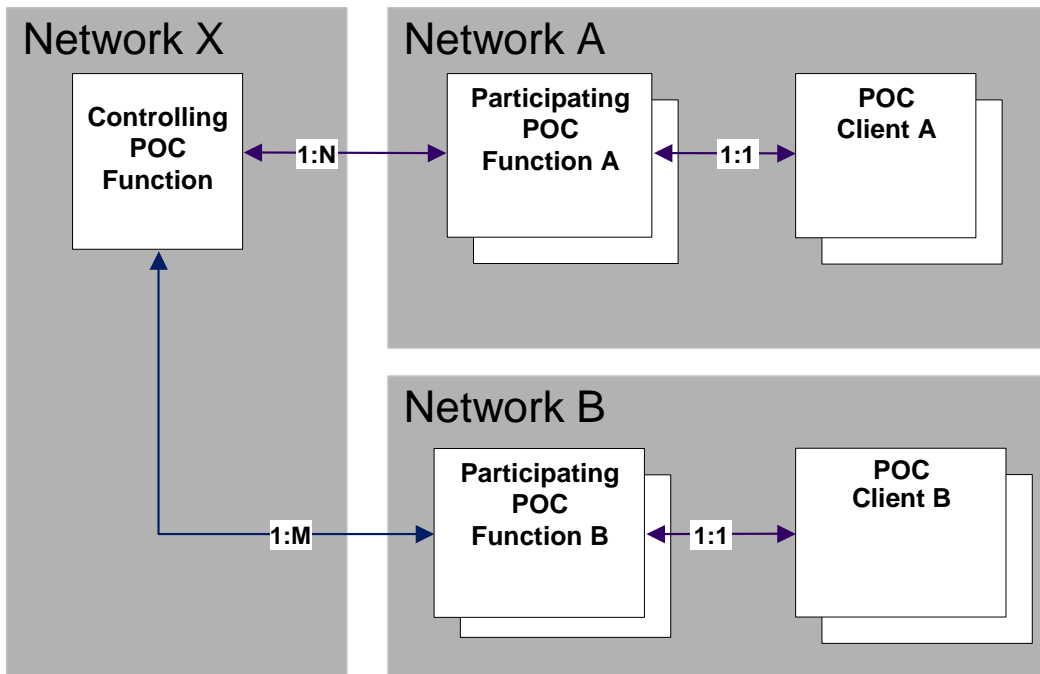 Network X
Controlling
POC
Function
1:N
Network A
Participating
POC
Function A
1:1
POC
Client A
Network B
Participating
POC
Function B
1:M
1:1
POC
Client B